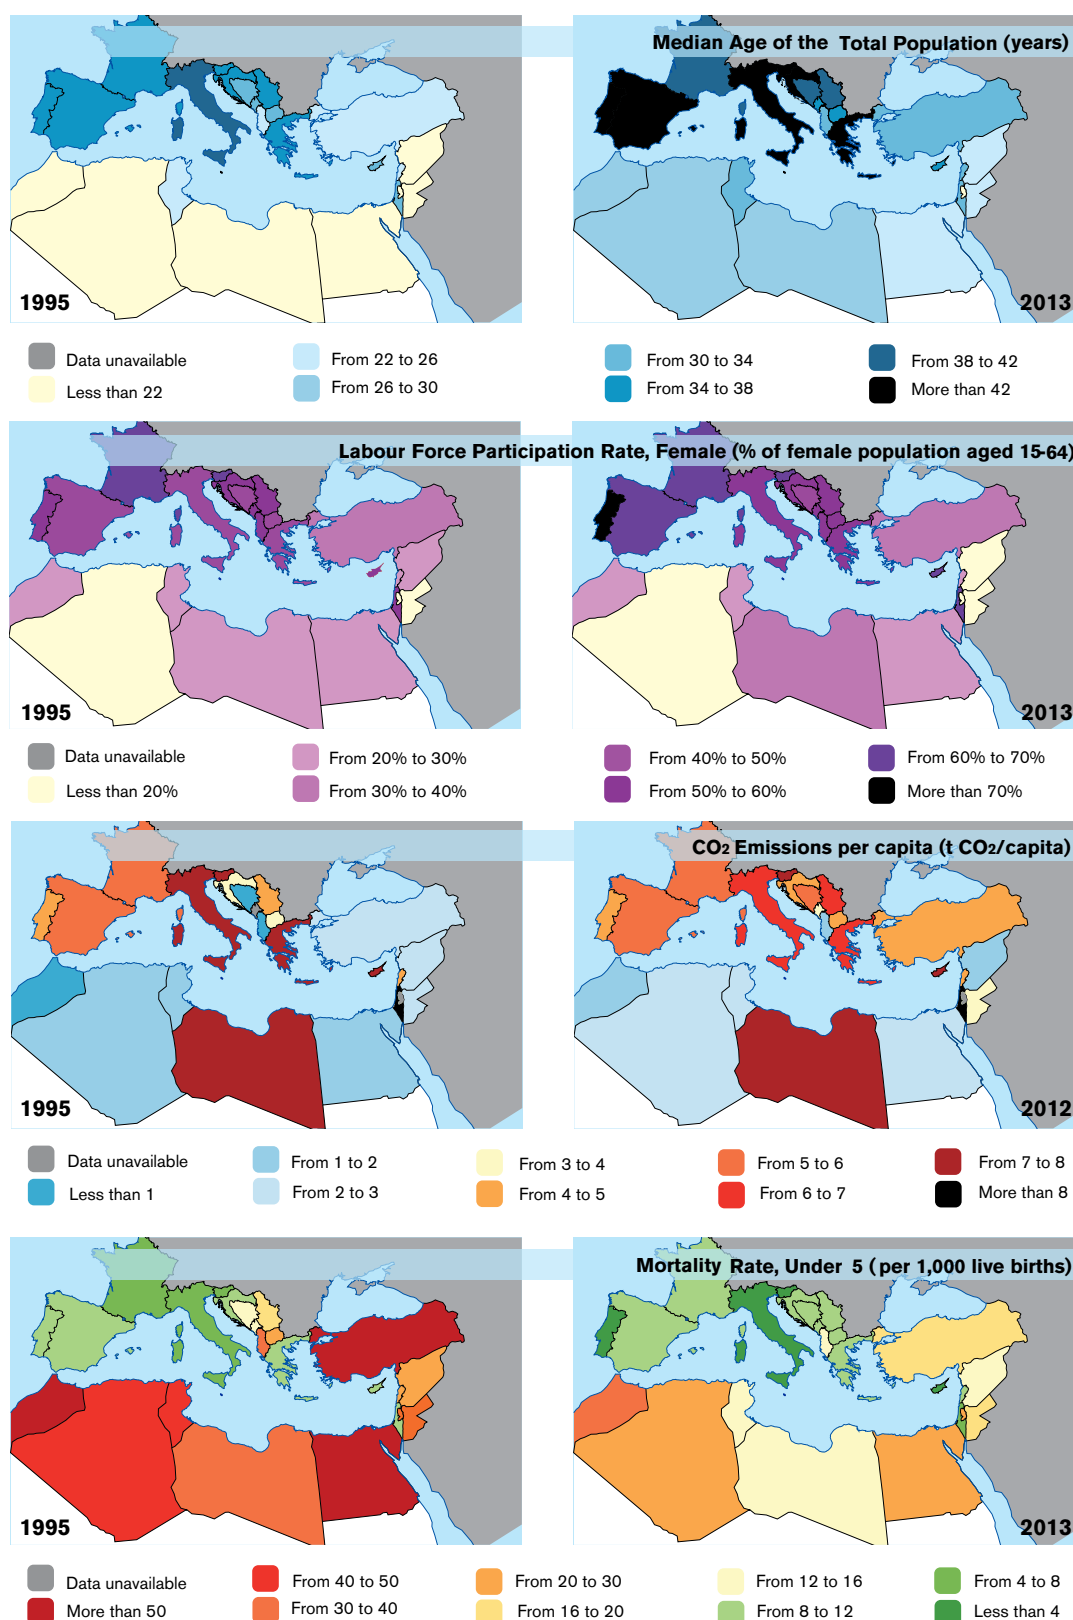 Median Age of the Total Population (years)
1995
2013
Data unavailable
Less than 22
From 22 to 26
From 26 to 30
From 30 to 34
From 34 to 38
From 38 to 42
More than 42
Labour Force Participation Rate, Female (% of female population aged 15-64)
1995
2013
Data unavailable
Less than 20%
From 20% to 30%
From 30% to 40%
From 40% to 50%
From 50% to 60%
From 60% to 70%
More than 70%
CO2 Emissions per capita (t CO2/capita)
1995
2012
Data unavailable
Less than 1
From 1 to 2
From 2 to 3
From 3 to 4
From 4 to 5
From 5 to 6
From 6 to 7
From 7 to 8
More than 8
Mortality Rate, Under 5 (per 1,000 live births)
1995
2013
Data unavailable
More than 50
From 40 to 50
From 30 to 40
From 20 to 30
From 16 to 20
From 12 to 16
From 8 to 12
From 4 to 8
Less than 4